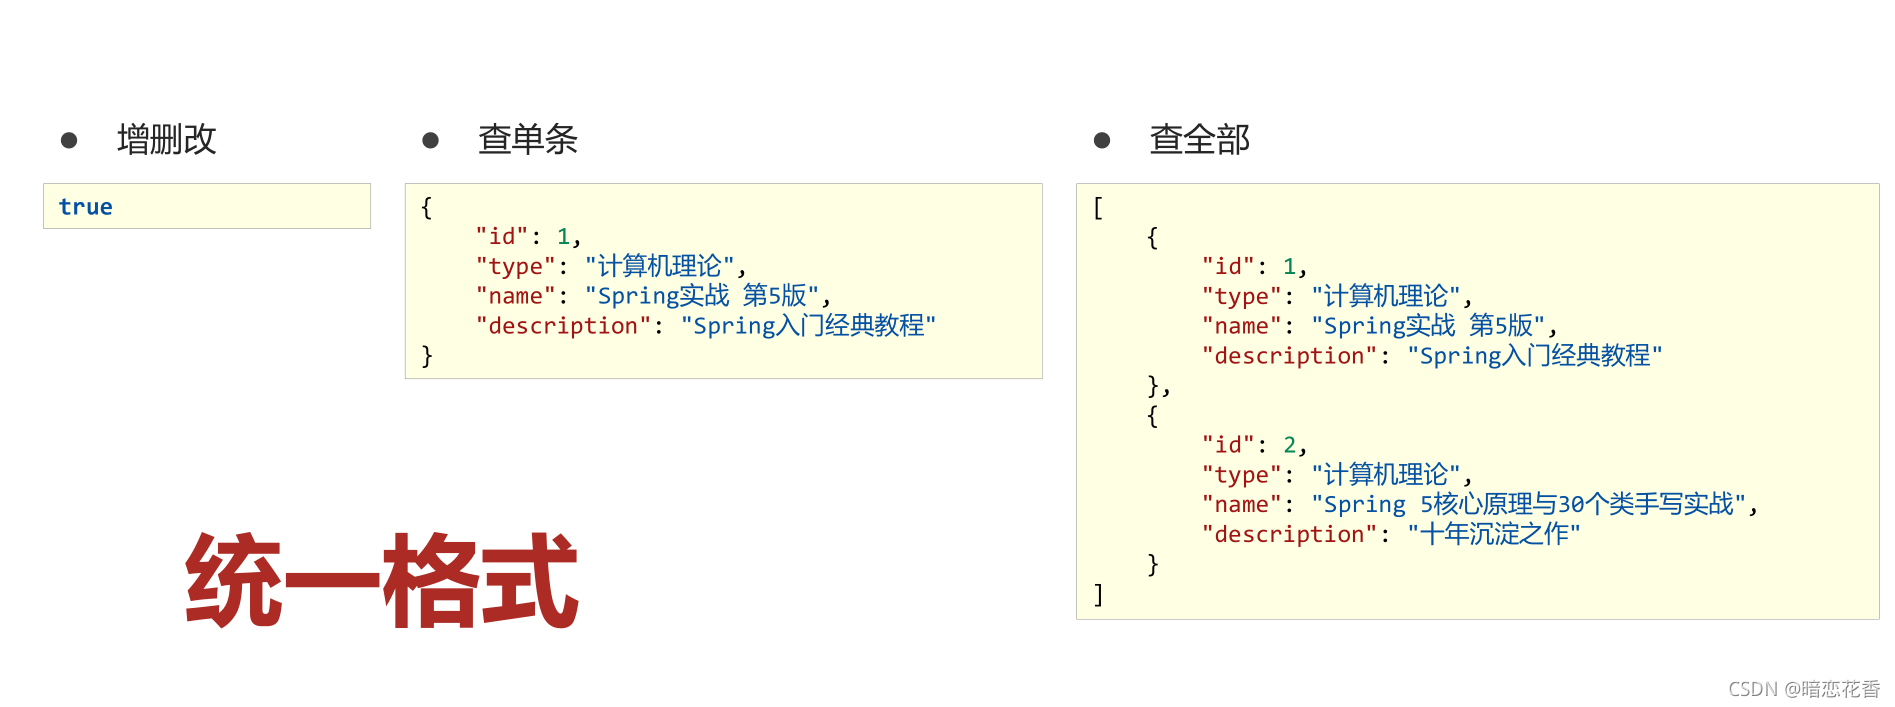 增删改
true
查单条
{
    "id": 1,
    "type": "计算机理论",
    "name": "Spring实战 第5版",
    "description": "Spring入门经典教程"
}
查全部
[
    {
        "id": 1,
        "type": "计算机理论",
        "name": "Spring实战 第5版",
        "description": "Spring入门经典教程"
    },
    {
        "id": 2,
        "type": "计算机理论",
        "name": "Spring 5核心原理与30个类手写实战",
        "description": "十年沉淀之作"
    }
]
统一格式
CSDN @暗恋花香